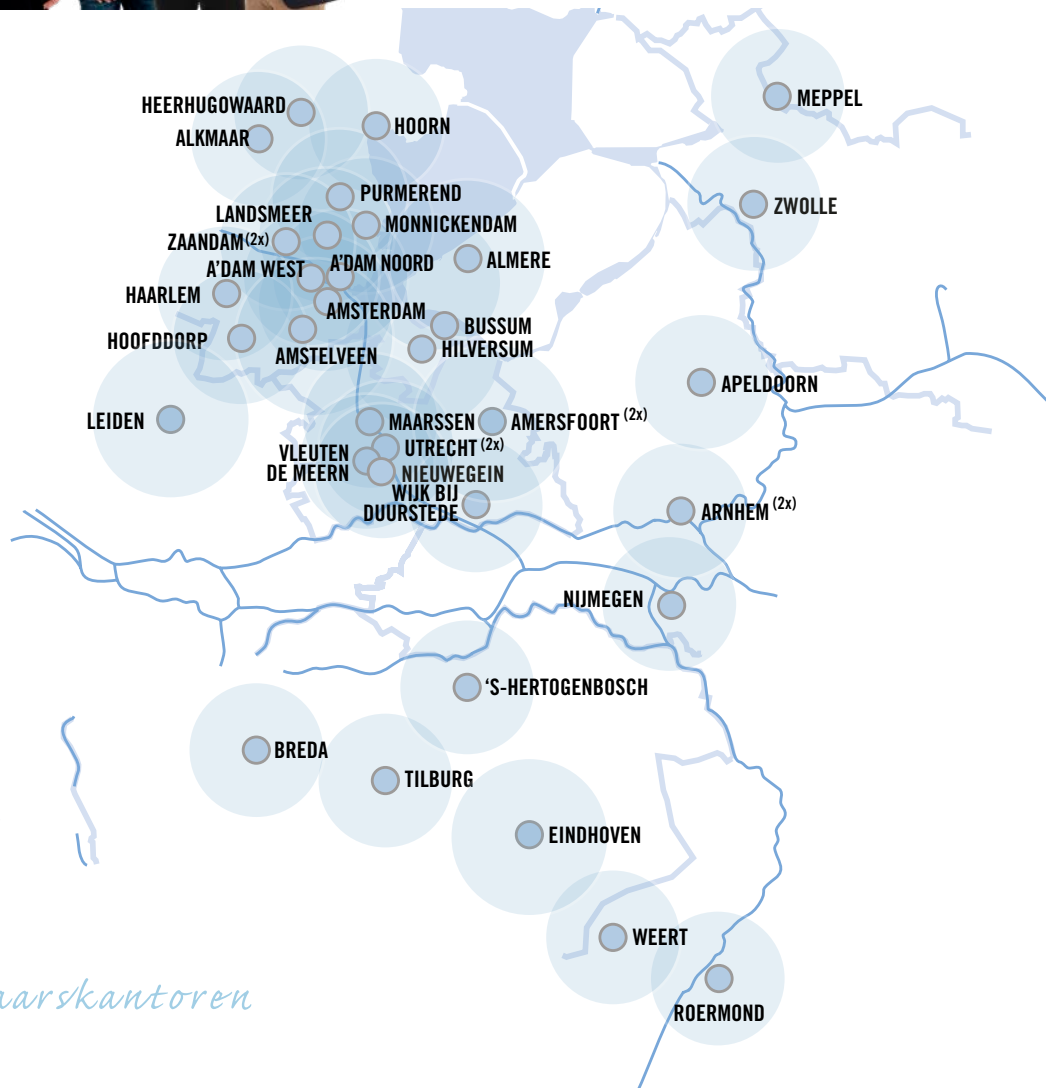 HEERHUGOWAARD
ALKMAAR
HOORN
MEPPEL
PURMEREND
LANDSMEER
MONNICKENDAM
ZWOLLE
ZAANDAM (2x)
A'DAM WEST
A'DAM NOORD
ALMERE
HAARLEM
AMSTERDAM
BUSSUM
HOOFDDORP
HILVERSUM
AMSTELVEEN
APELDOORN
LEIDEN
MAARSSEN
AMERSFOORT (2x)
UTRECHT (2x)
VLEUTEN
DE MEERN
NIEUWEGEIN
WIJK BIJ
DUURSTEDE
ARNHEM (2x)
NIJMEGEN
'S-HERTOGENBOSCH
BREDA
TILBURG
EINDHOVEN
WEERT
aarskantoren
ROERMOND